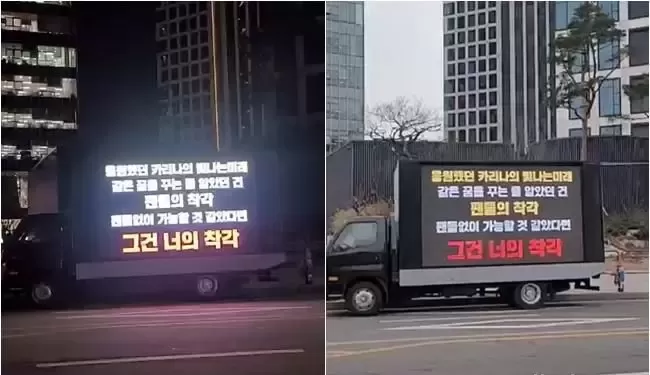 응원했던 카리나의 빛나는미래
같은 꿈을 꾸는 줄 알았던 건
팬들의 착각
팬들없이 가능할 것 같았다면
그건 너의 착각
응원했던 카리나의 빛나는미래
같은 꿈을 꾸는 줄 알았던 건
팬들의 착각
팬들없이 가능할 것 같았다면
그건 너의 착각